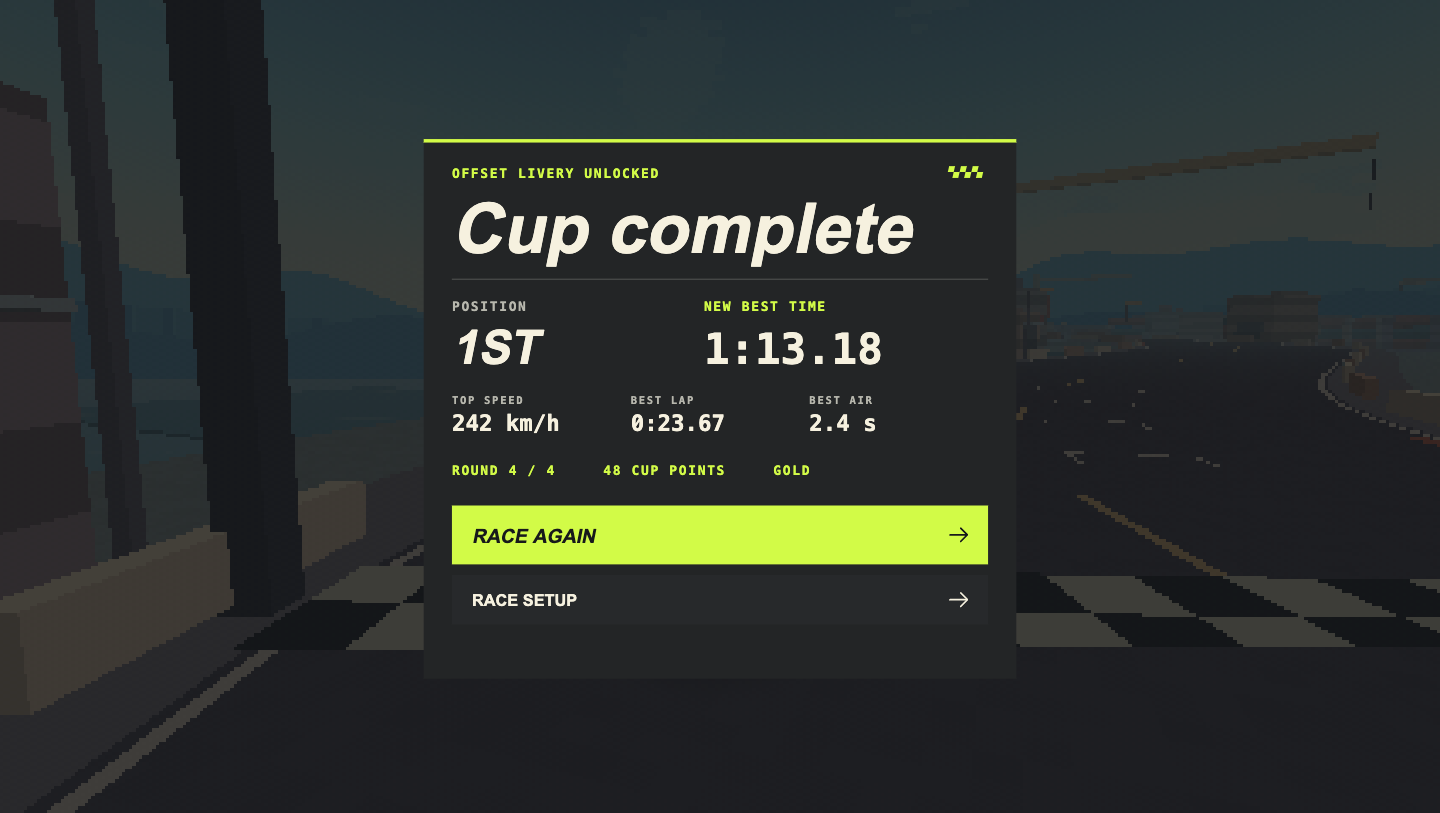 OFFSET LIVERY UNLOCKED
Cup complete
POSITION
1ST
NEW BEST TIME
1:13.18
TOP SPEED
242 km/h
BEST LAP
0:23.67
BEST AIR
2.4 s
ROUND 4 / 4
48 CUP POINTS
GOLD
RACE AGAIN
RACE SETUP